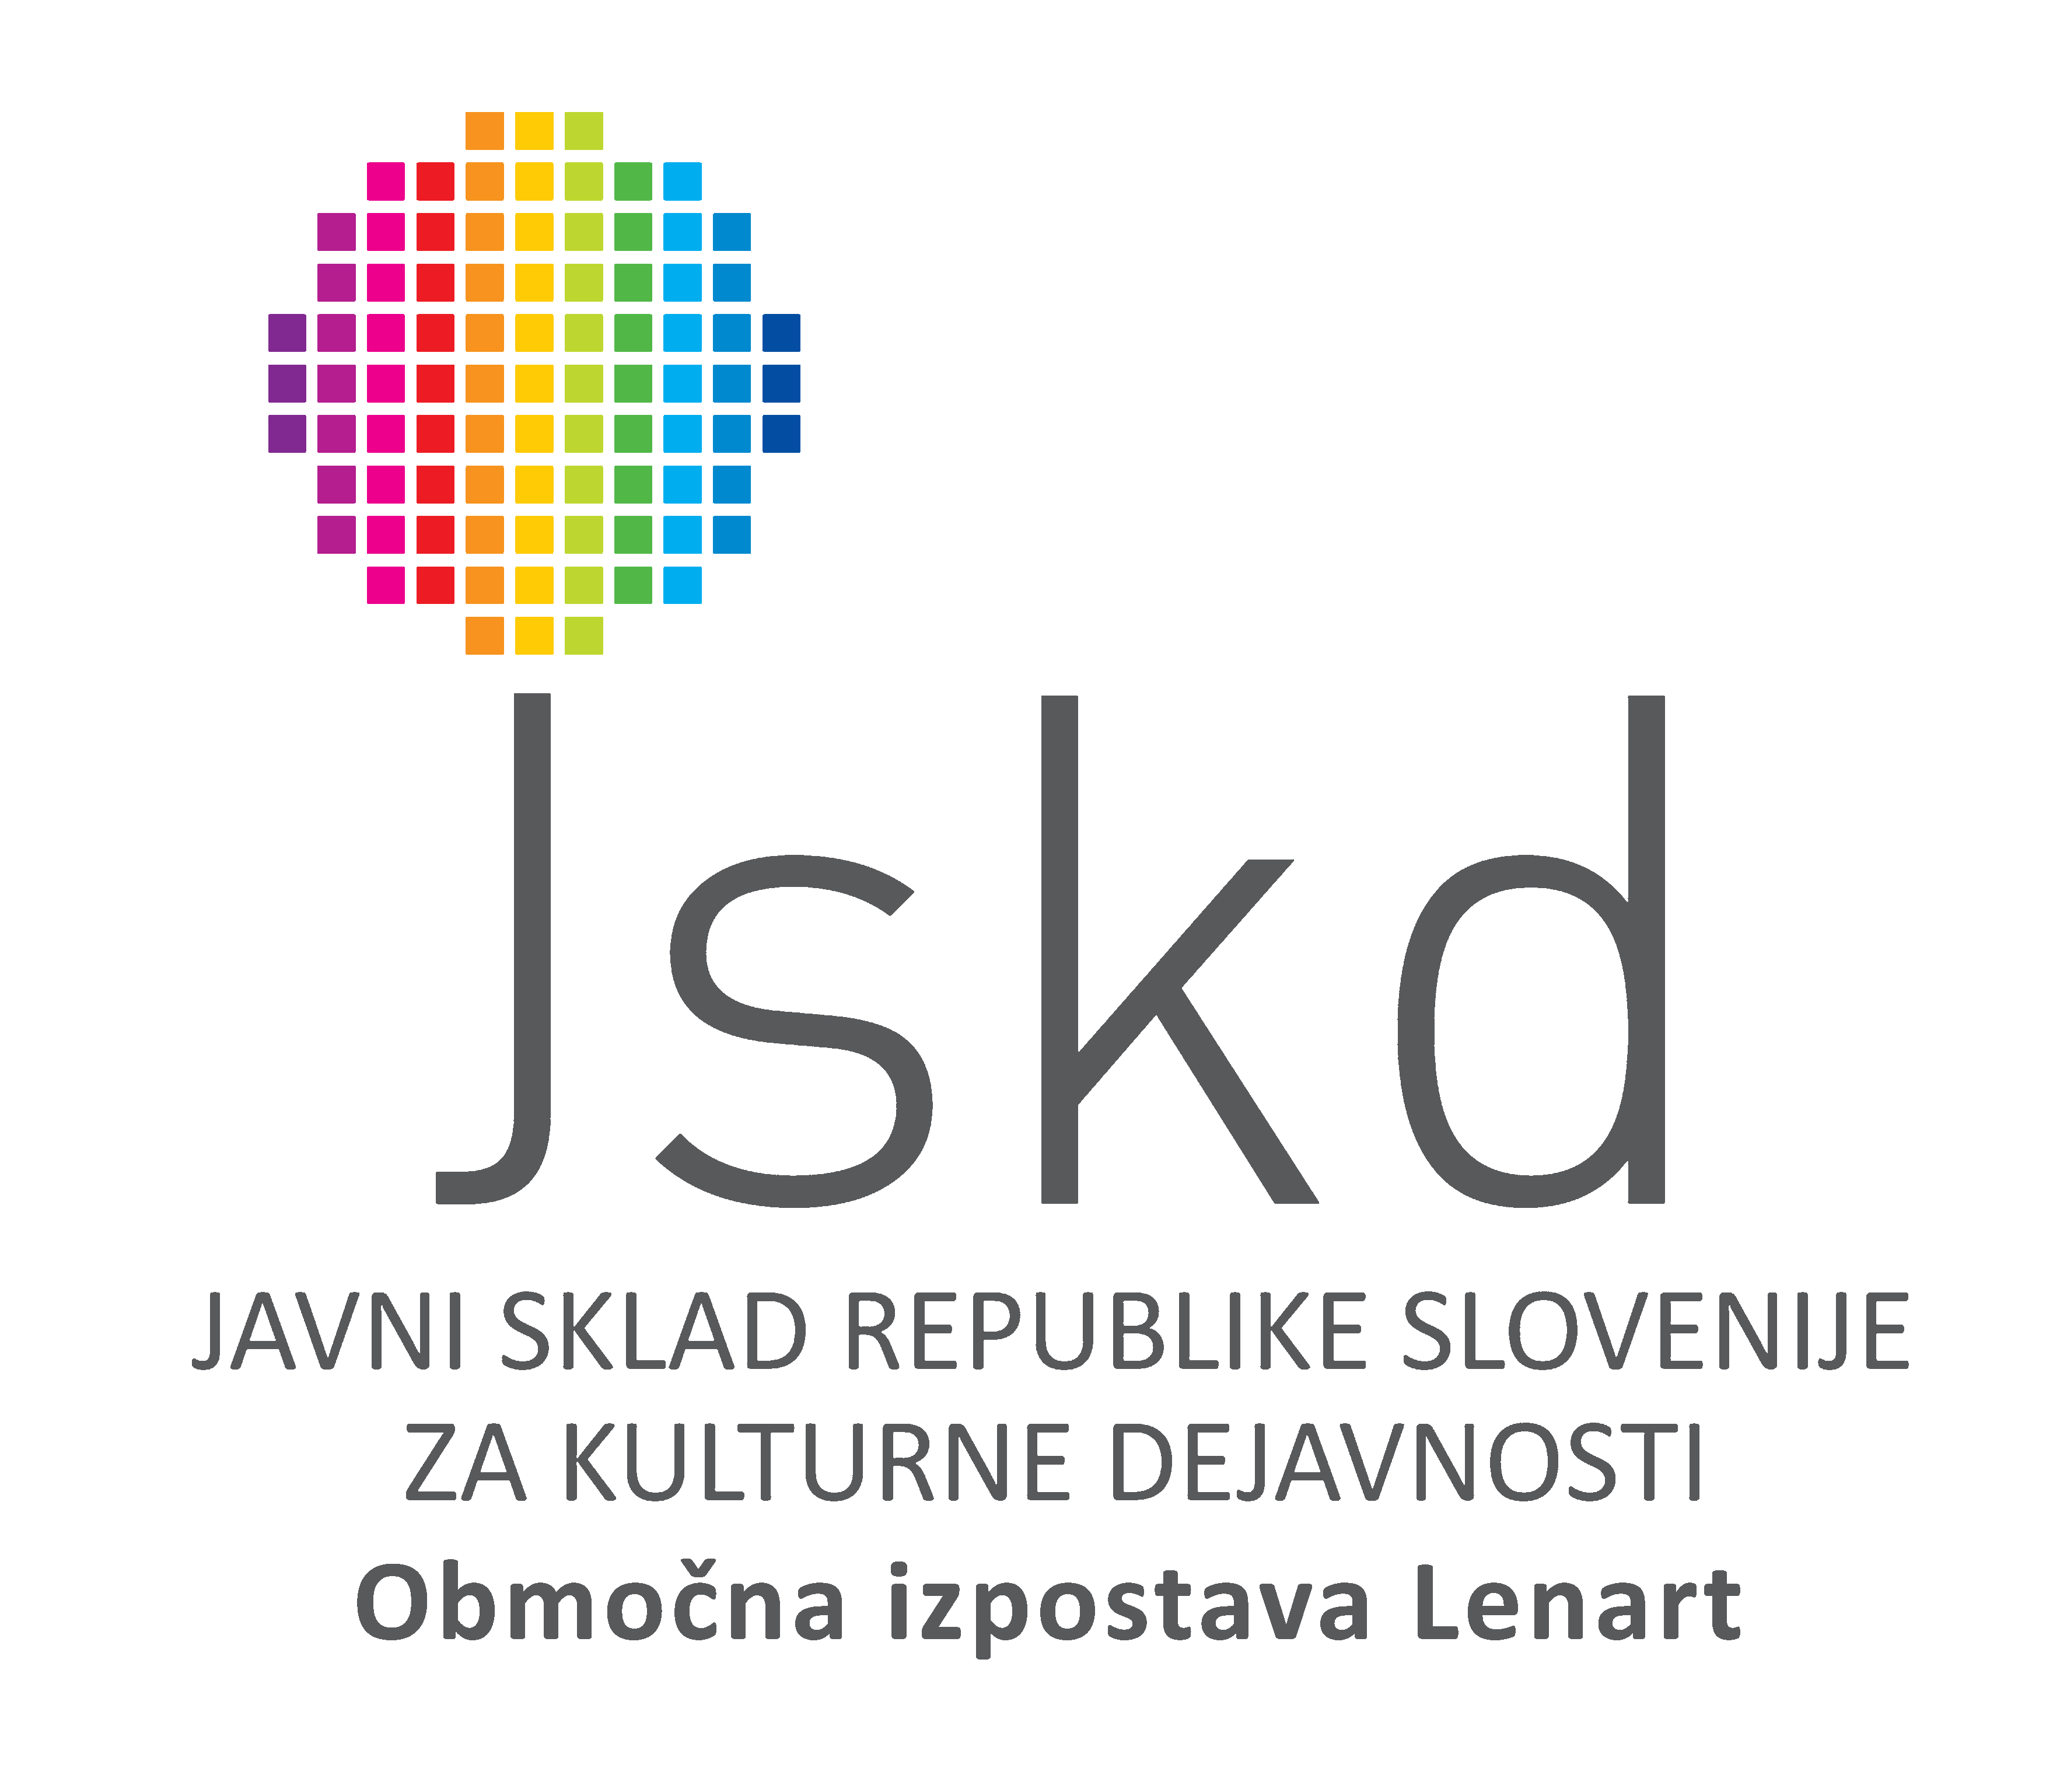 Jskd
JAVNI SKLAD REPUBLIKE SLOVENIJE
ZA KULTURNE DEJAVNOSTI
Območna izpostava Lenart